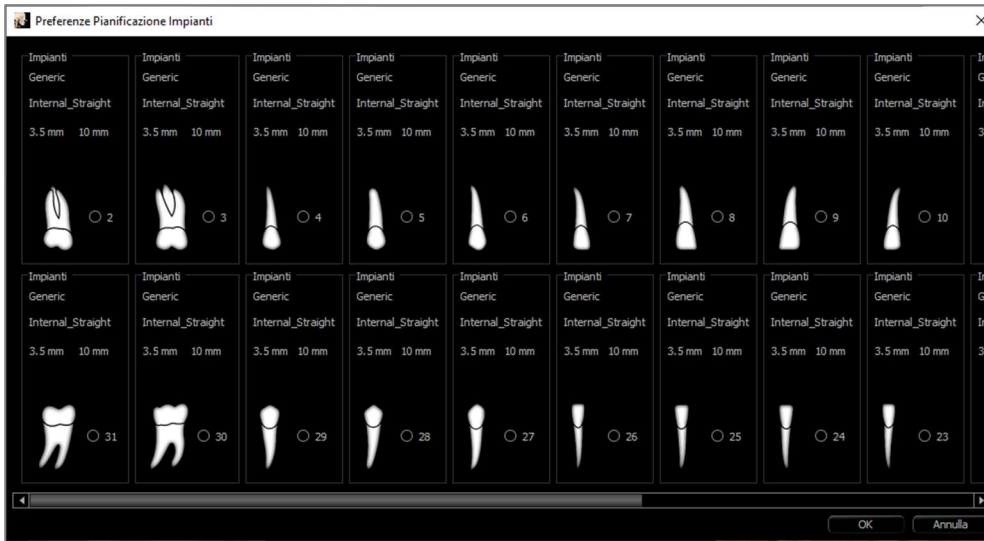 Preferenze Pianificazione Impianti
Impianti Impianti Impianti Impianti Impianti Impianti Impianti Impianti Impianti
Generic Generic Generic Generic Generic Generic Generic Generic Generic
Internal_Straight Internal_Straight Internal_Straight Internal_Straight Internal_Straight Internal_Straight Internal_Straight Internal_Straight Internal_Straight
3.5 mm 10 mm 3.5 mm 10 mm 3.5 mm 10 mm 3.5 mm 10 mm 3.5 mm 10 mm 3.5 mm 10 mm 3.5 mm 10 mm 3.5 mm 10 mm 3.5 mm 10 mm
2 3 4 5 6 7 8 9 10
Impianti Impianti Impianti Impianti Impianti Impianti Impianti Impianti Impianti
Generic Generic Generic Generic Generic Generic Generic Generic Generic
Internal_Straight Internal_Straight Internal_Straight Internal_Straight Internal_Straight Internal_Straight Internal_Straight Internal_Straight Internal_Straight
3.5 mm 10 mm 3.5 mm 10 mm 3.5 mm 10 mm 3.5 mm 10 mm 3.5 mm 10 mm 3.5 mm 10 mm 3.5 mm 10 mm 3.5 mm 10 mm 3.5 mm 10 mm
31 30 29 28 27 26 25 24 23
OK Annulla